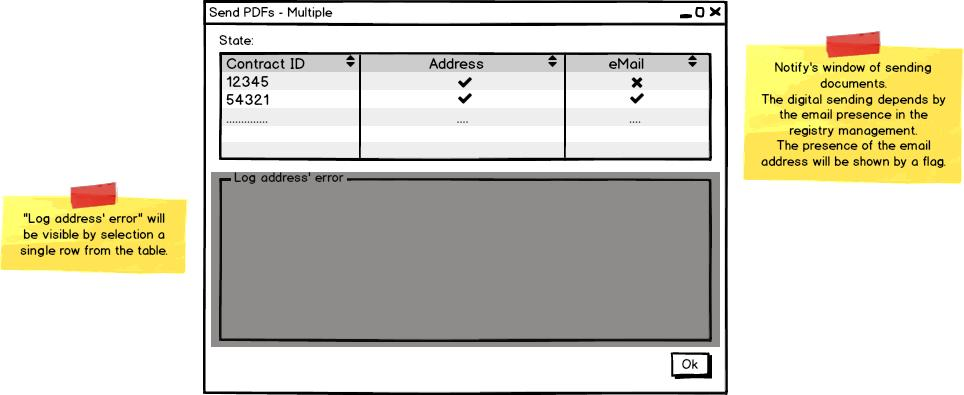 Send PDFs - Multiple
State:
Contract ID Address eMail
12345
54321
.............. .... ....
Log address' error
Ok
"Log address' error" will
be visible by selection a
single row from the table.
Notify's window of sending
documents.
The digital sending depends by
the email presence in the
registry management.
The presence of the email
address will be shown by a flag.